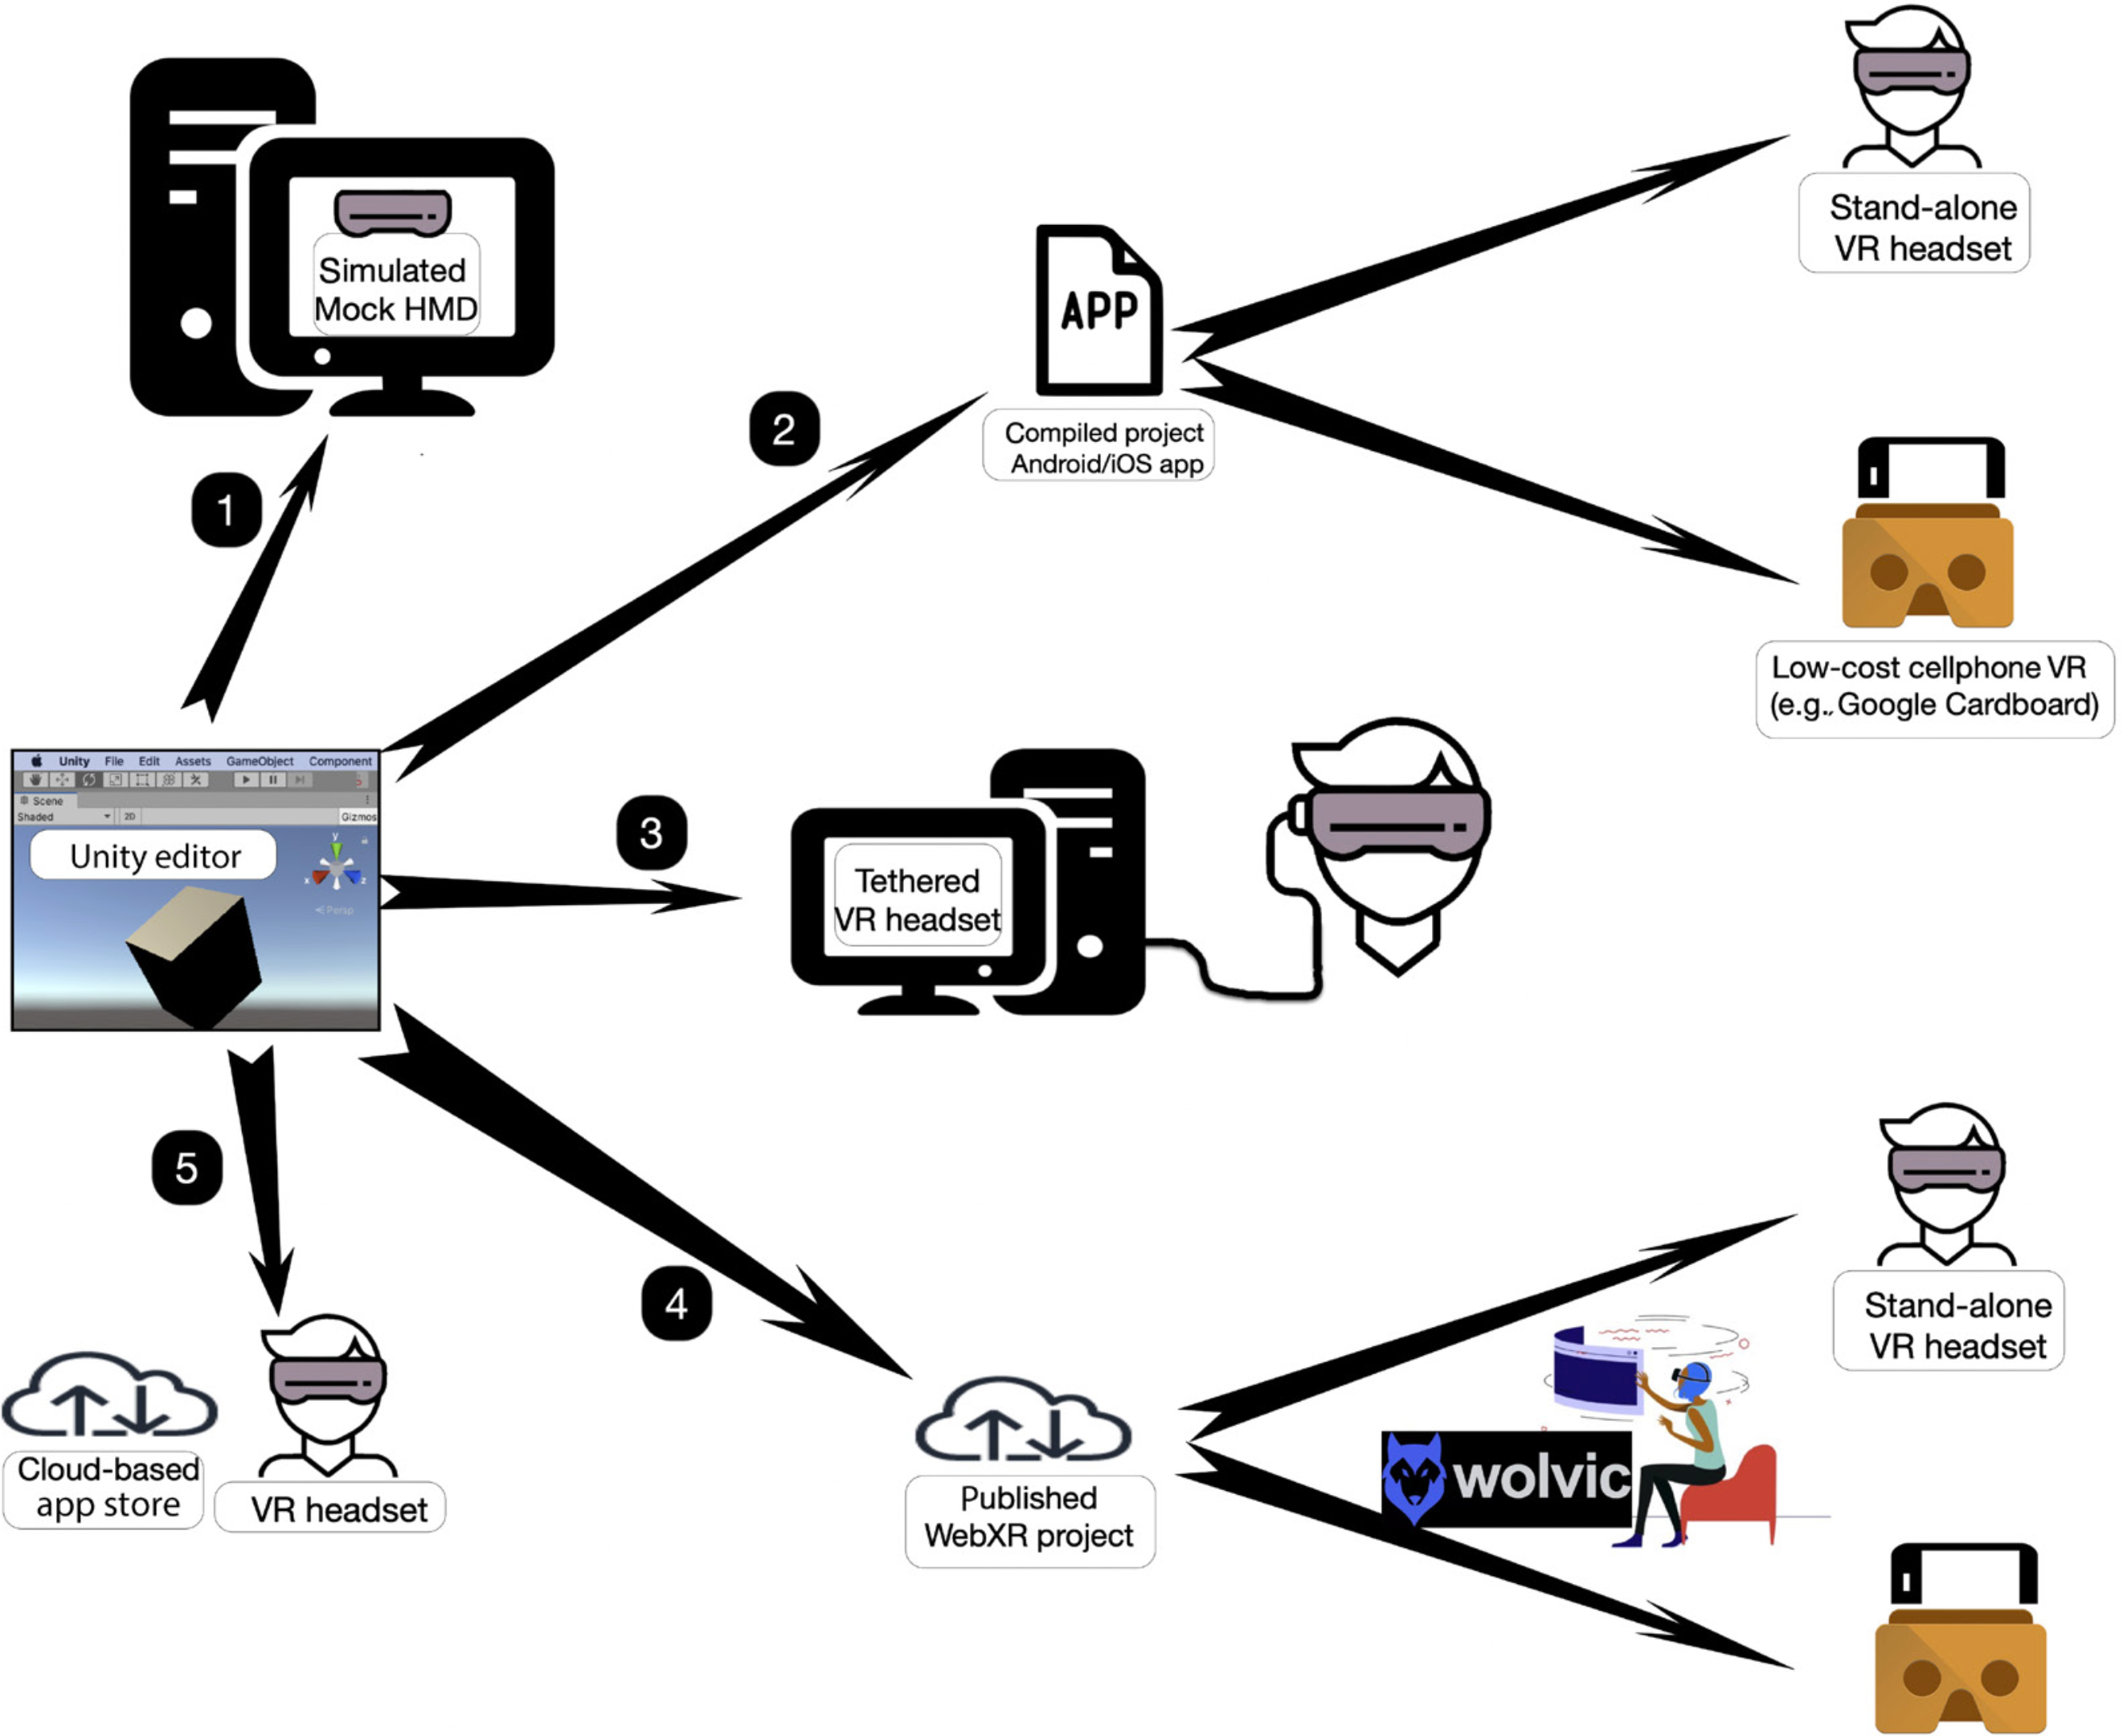 Simulated
Mock HMD
APP
Compiled project
Android/iOS app
Stand-alone
VR headset
Low-cost cellphone VR
(e.g., Google Cardboard)
1
2
3
Unity File Edit Assets GameObject Component
Scene
Shaded 2D Gizmos
Unity editor
y
x z
Persp
Tethered
VR headset
5
4
Cloud-based
app store
VR headset
Published
WebXR project
wolvic
Stand-alone
VR headset